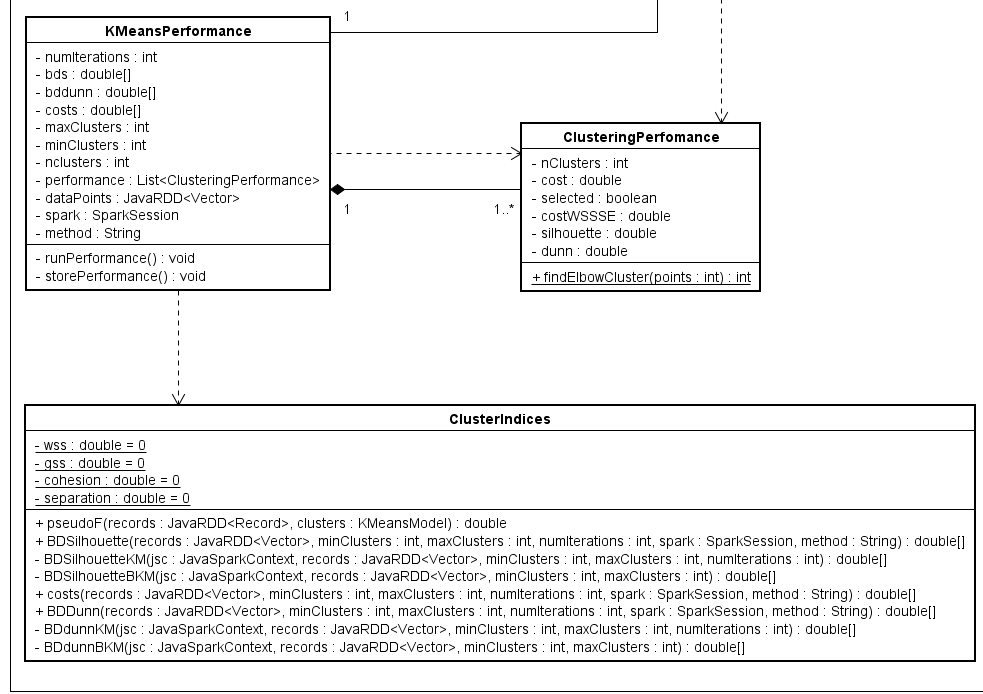 1
KMeansPerformance
- numIterations : int
- bds : double[]
- bddunn : double[]
- costs : double[]
- maxClusters : int
- minClusters : int
- nclusters : int
- performance : List<ClusteringPerformance>
- dataPoints : JavaRDD<Vector>
- spark : SparkSession
- method : String
- runPerformance() : void
- storePerformance() : void
1
1..*
ClusteringPerfomance
- nClusters : int
- cost : double
- selected : boolean
- costWSSSE : double
- silhouette : double
- dunn : double
+ findElbowCluster(points : int) : int
ClusterIndices
- wss : double = 0
- gss : double = 0
- cohesion : double = 0
- separation : double = 0
+ pseudoF(records : JavaRDD<Record>, clusters : KMeansModel) : double
+ BDSilhouette(records : JavaRDD<Vector>, minClusters : int, maxClusters : int, numIterations : int, spark : SparkSession, method : String) : double[]
- BDSilhouetteKM(jsc : JavaSparkContext, records : JavaRDD<Vector>, minClusters : int, maxClusters : int, numIterations : int) : double[]
- BDSilhouetteBKM(jsc : JavaSparkContext, records : JavaRDD<Vector>, minClusters : int, maxClusters : int) : double[]
+ costs(records : JavaRDD<Vector>, minClusters : int, maxClusters : int, numIterations : int, spark : SparkSession, method : String) : double[]
+ BDDunn(records : JavaRDD<Vector>, minClusters : int, maxClusters : int, numIterations : int, spark : SparkSession, method : String) : double[]
- BDdunnKM(jsc : JavaSparkContext, records : JavaRDD<Vector>, minClusters : int, maxClusters : int, numIterations : int) : double[]
- BDdunnBKM(jsc : JavaSparkContext, records : JavaRDD<Vector>, minClusters : int, maxClusters : int) : double[]